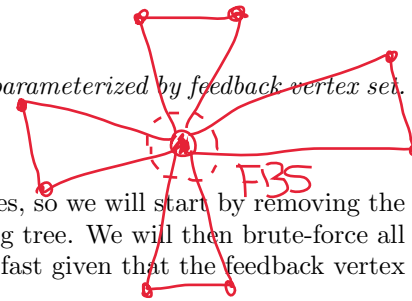 parameterized by feedback vertex set.
FBS
es, so we will start by removing the
g tree. We will then brute-force all
fast given that the feedback vertex